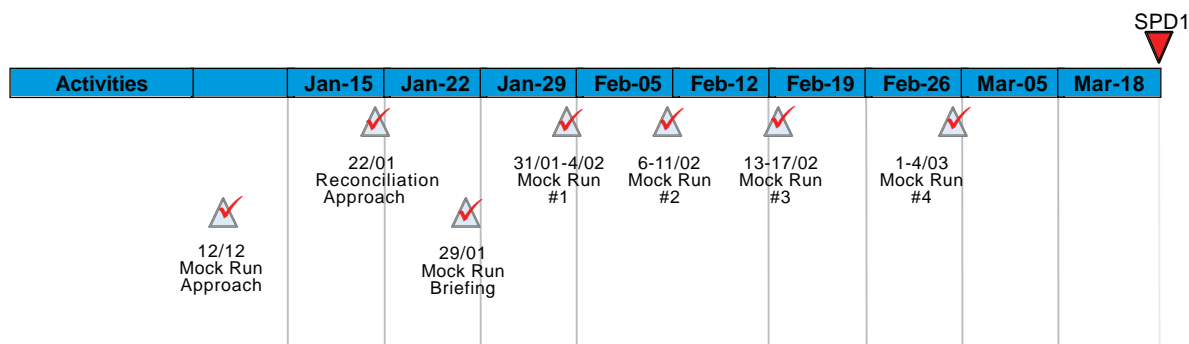 SPD1
Activities Jan-15 Jan-22 Jan-29 Feb-05 Feb-12 Feb-19 Feb-26 Mar-05 Mar-18
22/01
Reconciliation
Approach
31/01-4/02
Mock Run
#1
6-11/02
Mock Run
#2
13-17/02
Mock Run
#3
1-4/03
Mock Run
#4
12/12
Mock Run
Approach
29/01
Mock Run
Briefing